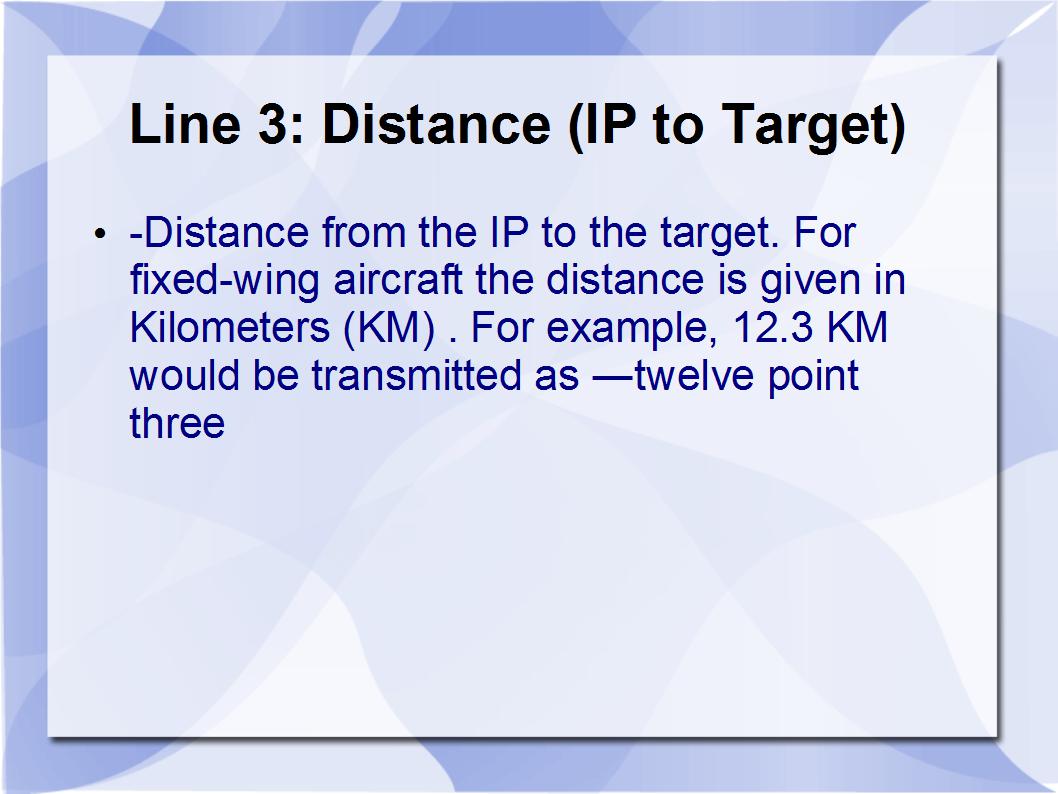 Line 3: Distance (IP to Target)
• -Distance from the IP to the target. For
fixed-wing aircraft the distance is given in
Kilometers (KM) . For example, 12.3 KM
would be transmitted as ―twelve point
three